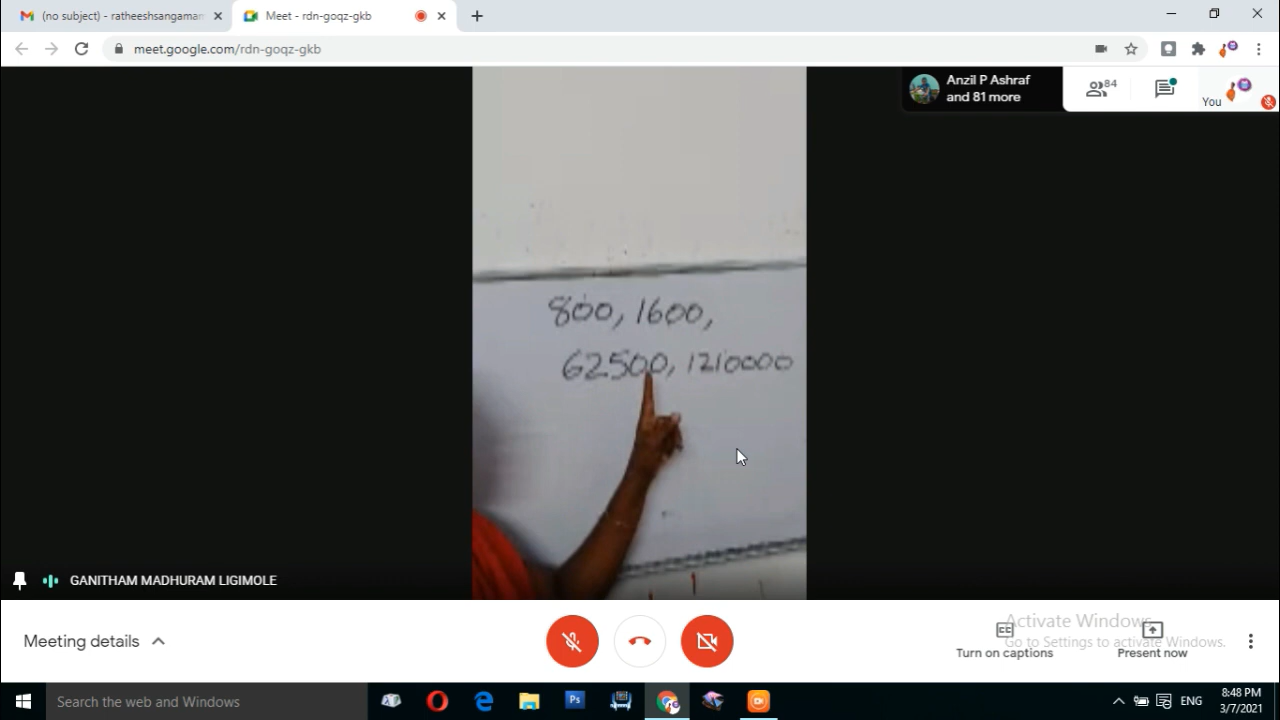 (no subject) - ratheeshsangamam
Meet - rdn-goqz-gkb
meet.google.com/rdn-goqz-gkb
Anzil P Ashraf
and 81 more
84
You
800, 1600,
62500, 1210000
GANITHAM MADHURAM LIGIMOLE
Meeting details
Activate Windows
Go to Settings to activate Windows.
Turn on captions
Present now
Search the web and Windows
Ps
ENG
8:48 PM
3/7/2021